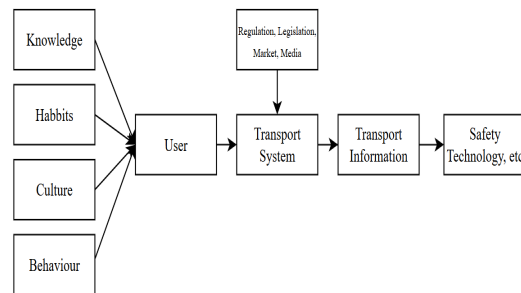 Knowledge
Habbits
Culture
Behaviour
User
Regulation, Legislation,
Market, Media
Transport
System
Transport
Information
Safety
Technology, etc